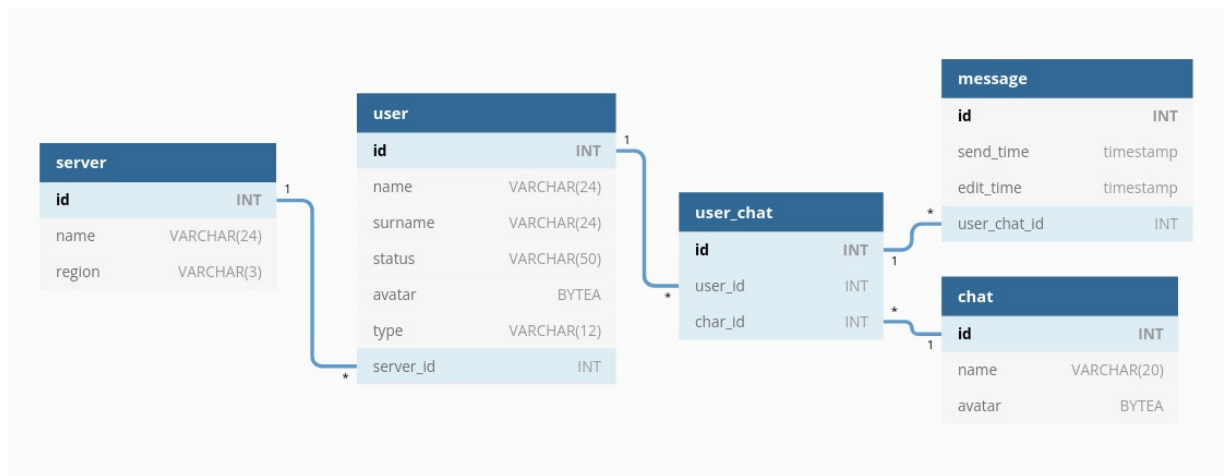 server
id INT
name VARCHAR(24)
region VARCHAR(3)
1
*
user
id INT
name VARCHAR(24)
surname VARCHAR(24)
status VARCHAR(50)
avatar BYTEA
type VARCHAR(12)
server_id INT
1
*
user_chat
id INT
user_id INT
char_id INT
1
*
*
1
message
id INT
send_time timestamp
edit_time timestamp
user_chat_id INT
chat
id INT
name VARCHAR(20)
avatar BYTEA